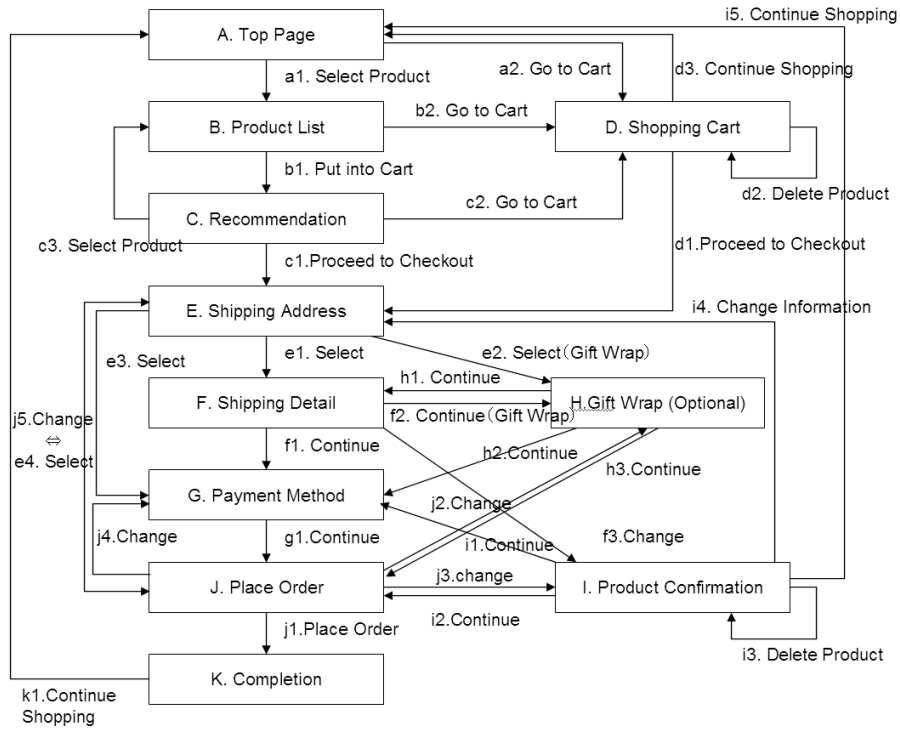 i5. Continue Shopping
A. Top Page
a1. Select Product
a2. Go to Cart
d3. Continue Shopping
B. Product List
b2. Go to Cart
D. Shopping Cart
b1. Put into Cart
d2. Delete Product
C. Recommendation
c2. Go to Cart
c3. Select Product
d1.Proceed to Checkout
c1.Proceed to Checkout
E. Shipping Address
i4. Change Information
e3. Select
e1. Select
e2. Select（Gift Wrap）
h1. Continue
F. Shipping Detail
H.Gift Wrap (Optional)
f2. Continue（Gift Wrap）
j5.Change
⇔
e4. Select
f1. Continue
h2.Continue
h3.Continue
G. Payment Method
j2.Change
j4.Change
g1.Continue
i1.Continue
f3.Change
J. Place Order
j3.change
I. Product Confirmation
i2.Continue
j1.Place Order
i3. Delete Product
K. Completion
k1.Continue
Shopping